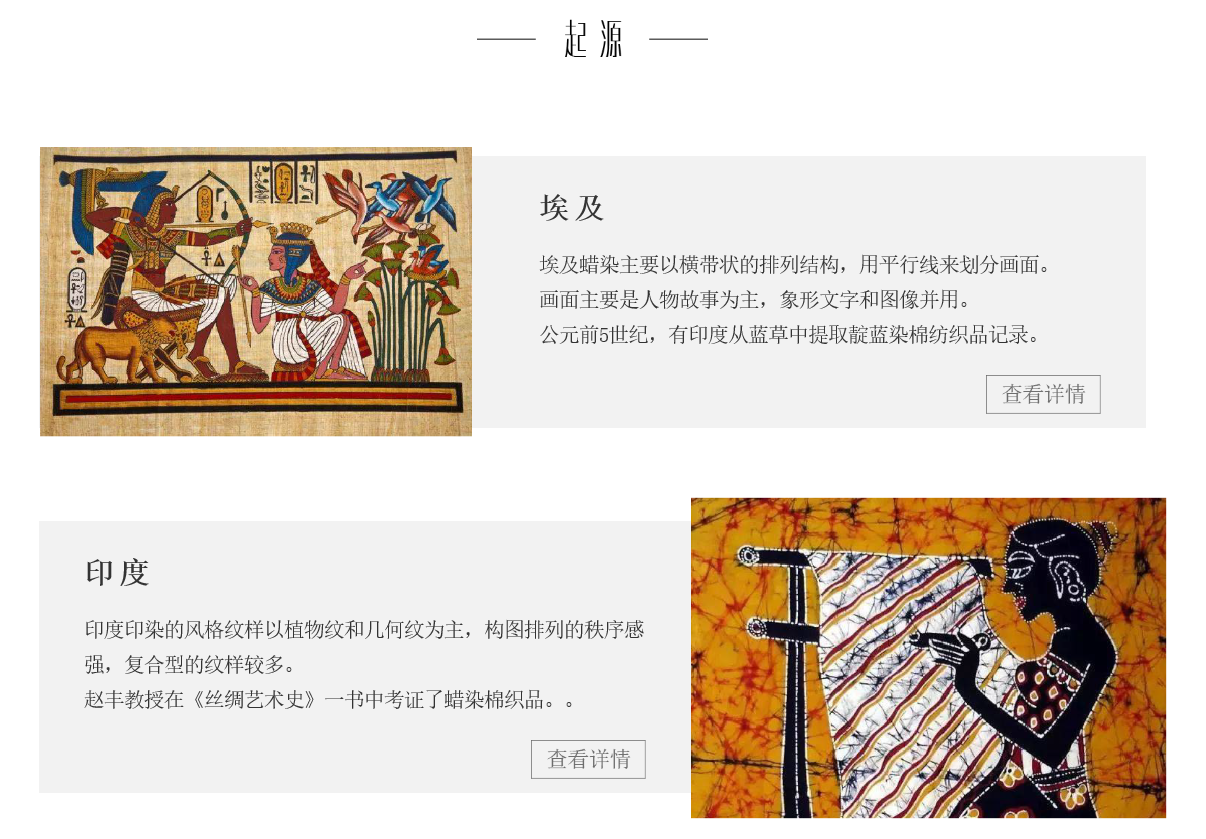 起源
埃及
埃及蜡染主要以横带状的排列结构，用平行线来划分画面。
画面主要是人物故事为主，象形文字和图像并用。
公元前5世纪，有印度从蓝草中提取靛蓝染棉纺织品记录。
查看详情
印度
印度印染的风格纹样以植物纹和几何纹为主，构图排列的秩序感
强，复合型的纹样较多。
赵丰教授在《丝绸艺术史》一书中考证了蜡染棉织品。。
查看详情